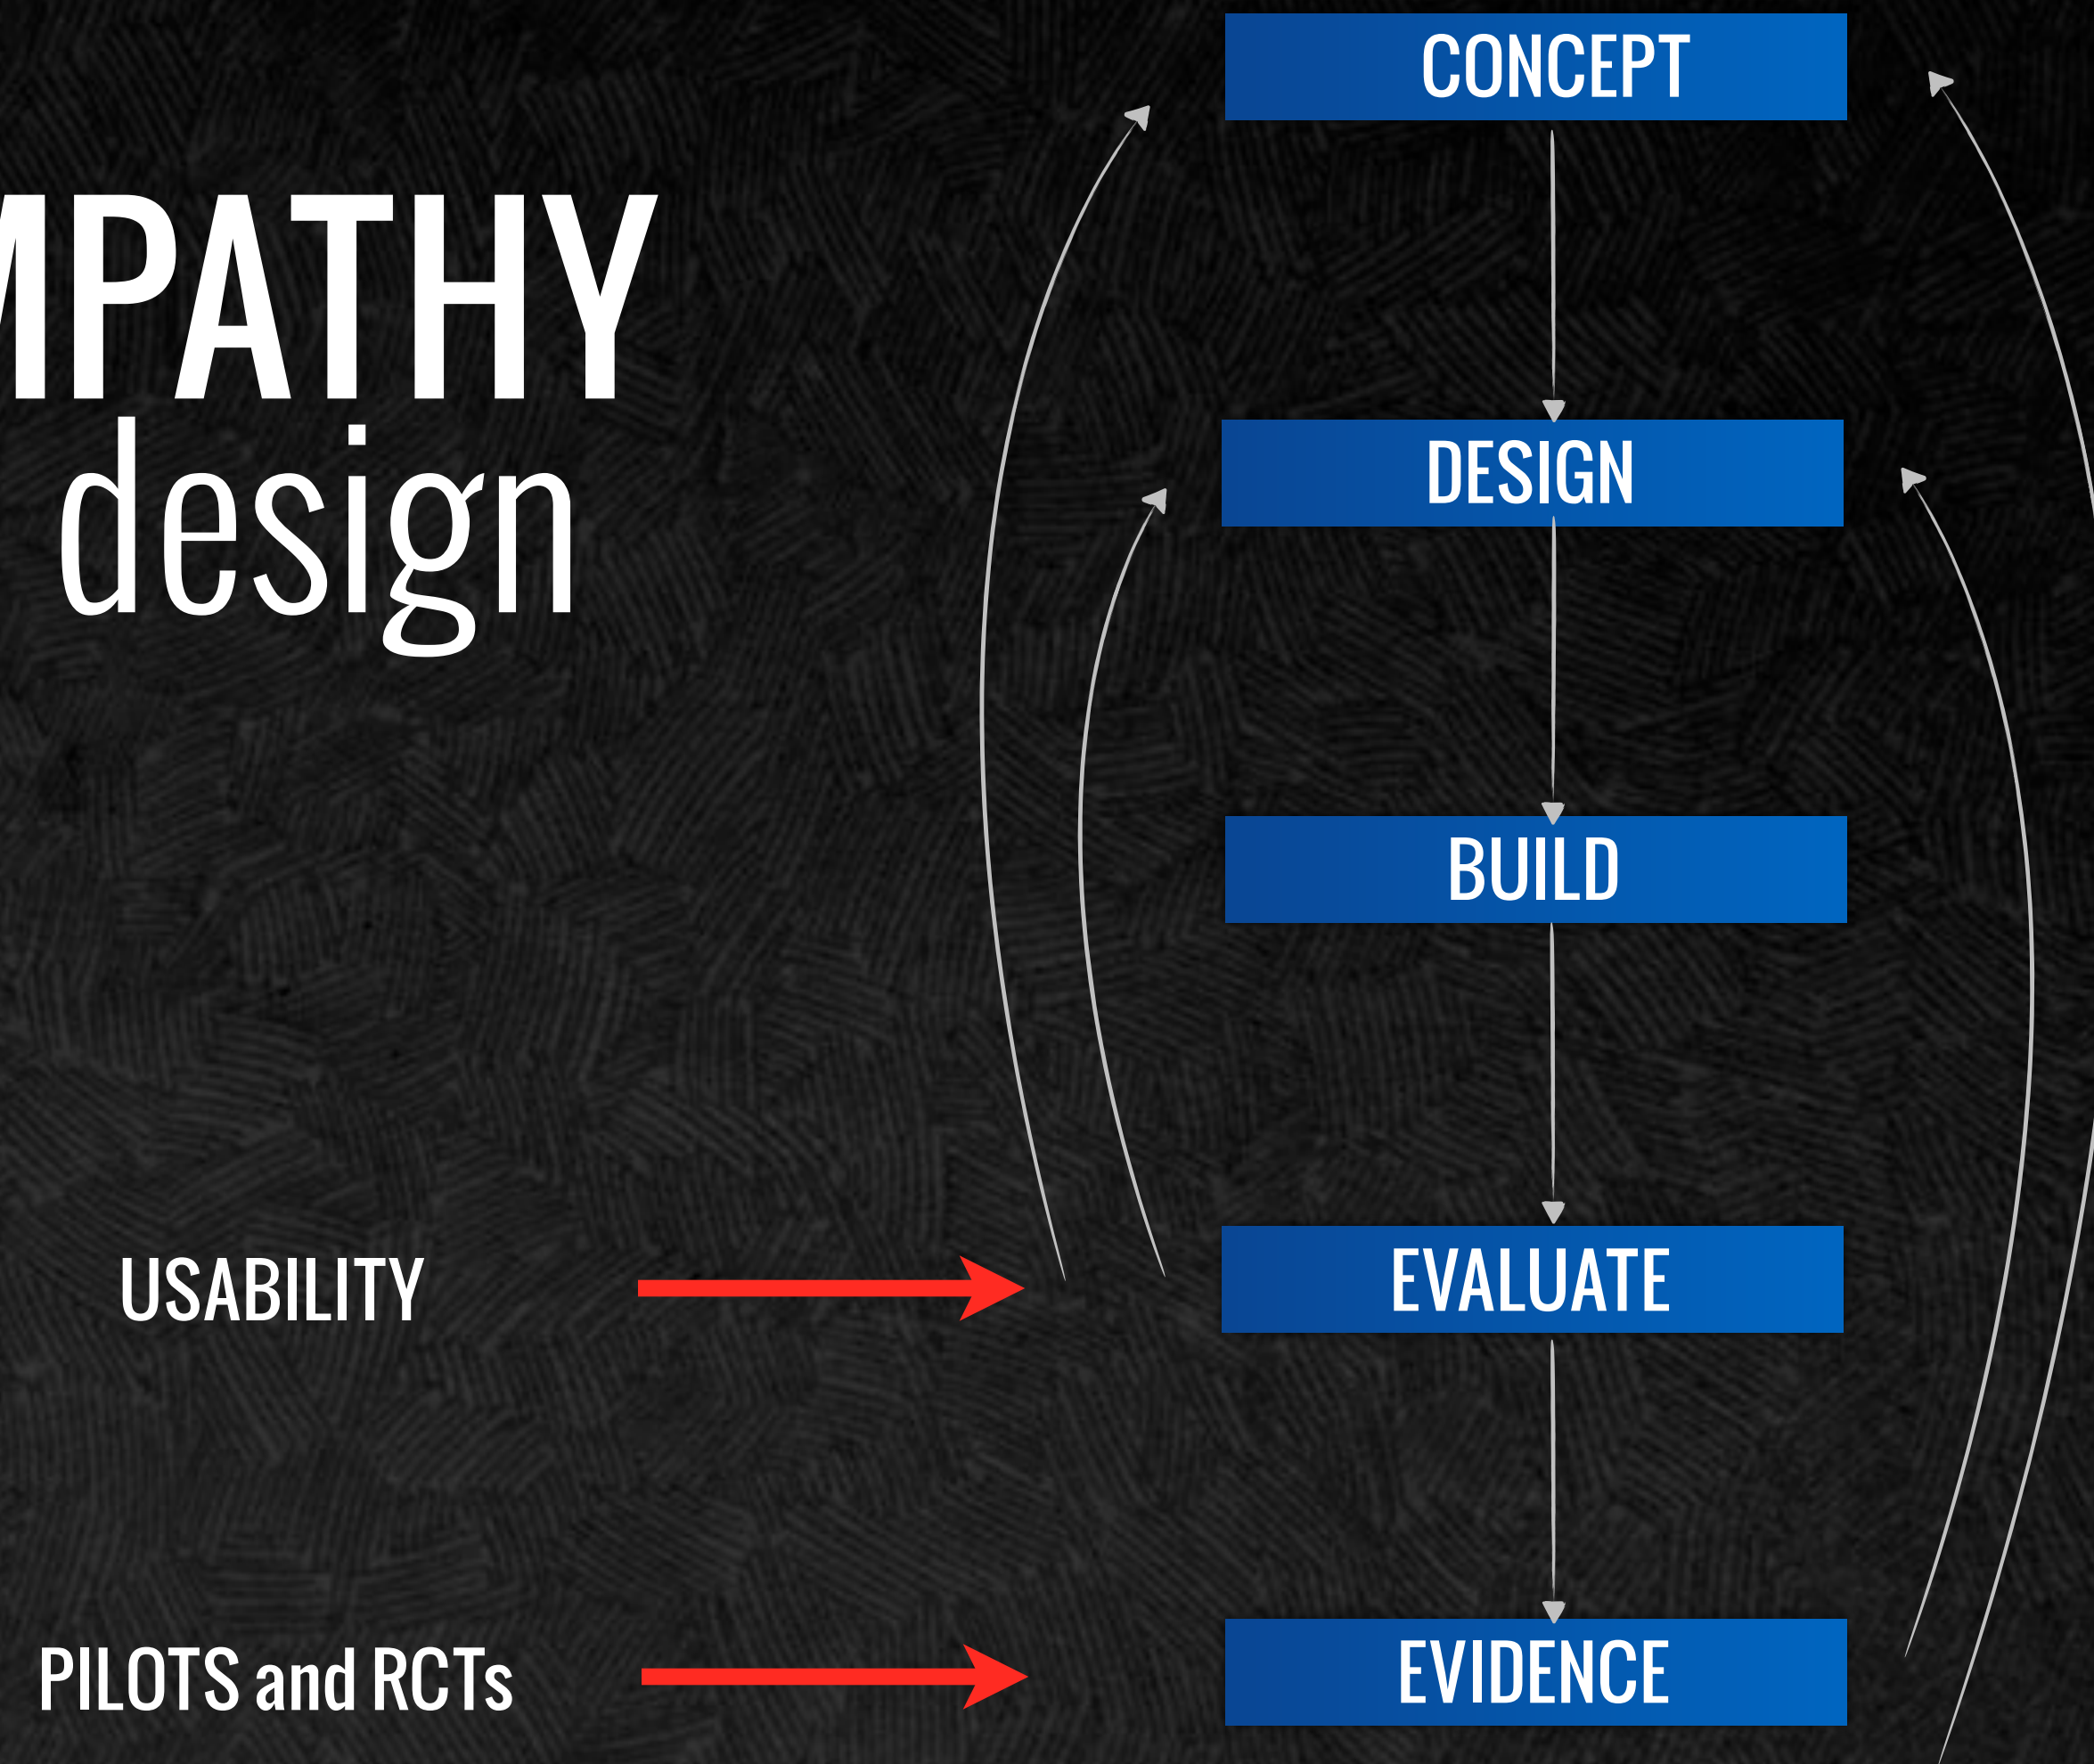 MPATHY
design
CONCEPT
DESIGN
BUILD
EVALUATE
EVIDENCE
USABILITY
PILOTS and RCTs